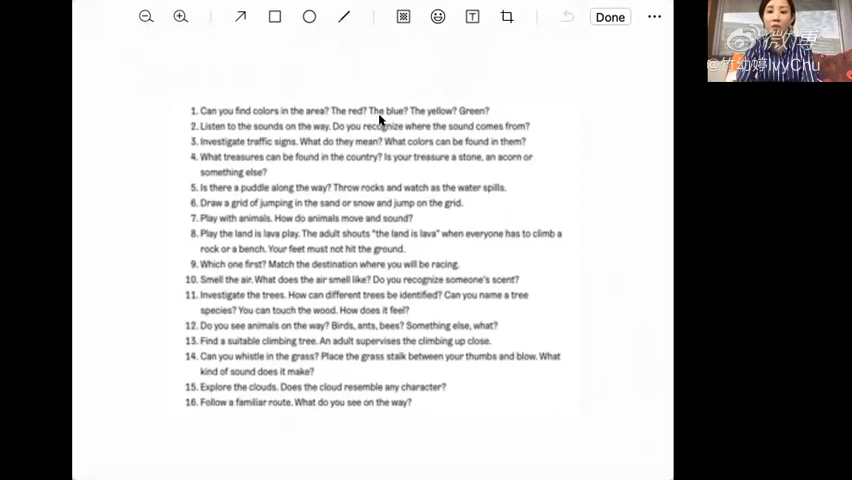 Done
微博
@竹幼婷IvyChu
1. Can you find colors in the area? The red? The blue? The yellow? Green?
2. Listen to the sounds on the way. Do you recognize where the sound comes from?
3. Investigate traffic signs. What do they mean? What colors can be found in them?
4. What treasures can be found in the country? Is your treasure a stone, an acorn or
something else?
5. Is there a puddle along the way? Throw rocks and watch as the water spills.
6. Draw a grid of jumping in the sand or snow and jump on the grid.
7. Play with animals. How do animals move and sound?
8. Play the land is lava play. The adult shouts "the land is lava" when everyone has to climb a
rock or a bench. Your feet must not hit the ground.
9. Which one first? Match the destination where you will be racing.
10. Smell the air. What does the air smell like? Do you recognize someone's scent?
11. Investigate the trees. How can different trees be identified? Can you name a tree
species? You can touch the wood. How does it feel?
12. Do you see animals on the way? Birds, ants, bees? Something else, what?
13. Find a suitable climbing tree. An adult supervises the climbing up close.
14. Can you whistle in the grass? Place the grass stalk between your thumbs and blow. What
kind of sound does it make?
15. Explore the clouds. Does the cloud resemble any character?
16. Follow a familiar route. What do you see on the way?